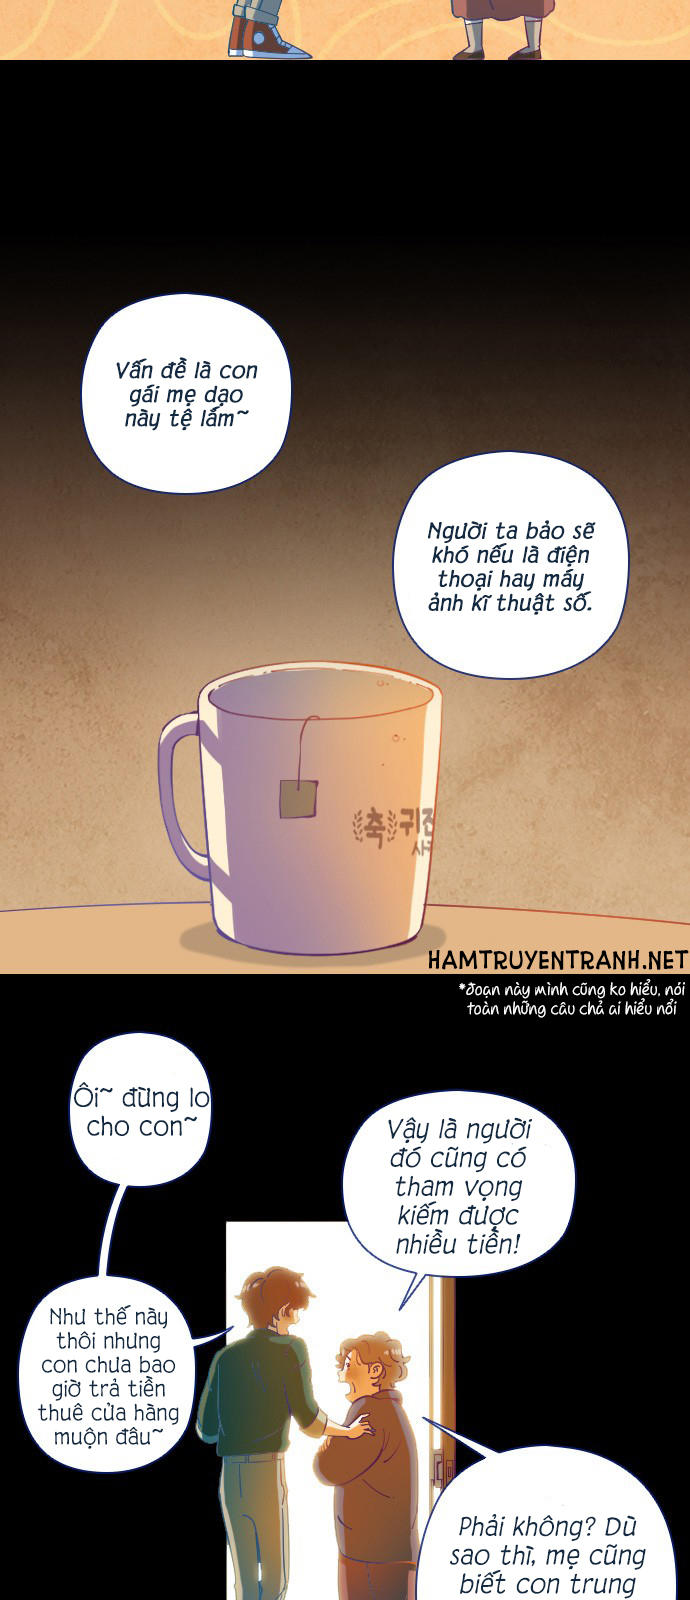 Vấn đề là con
gái mẹ dạo
này tệ lắm~
Người ta bảo sẽ
khó nếu là điện
thoại hay máy
ảnh kĩ thuật số.
축 귀전
HAMTRUYENTRANH.NET
*đoạn này mình cũng ko hiểu, nói
toàn những câu chả ai hiểu nổi
Ôi~ đừng lo
cho con~
Vậy là người
đó cũng có
tham vọng
kiếm được
nhiều tiền!
Như thế này
thôi nhưng
con chưa bao
giờ trả tiền
thuê cửa hàng
muộn đâu~
Phải không? Dù
sao thì, mẹ cũng
biết con trung